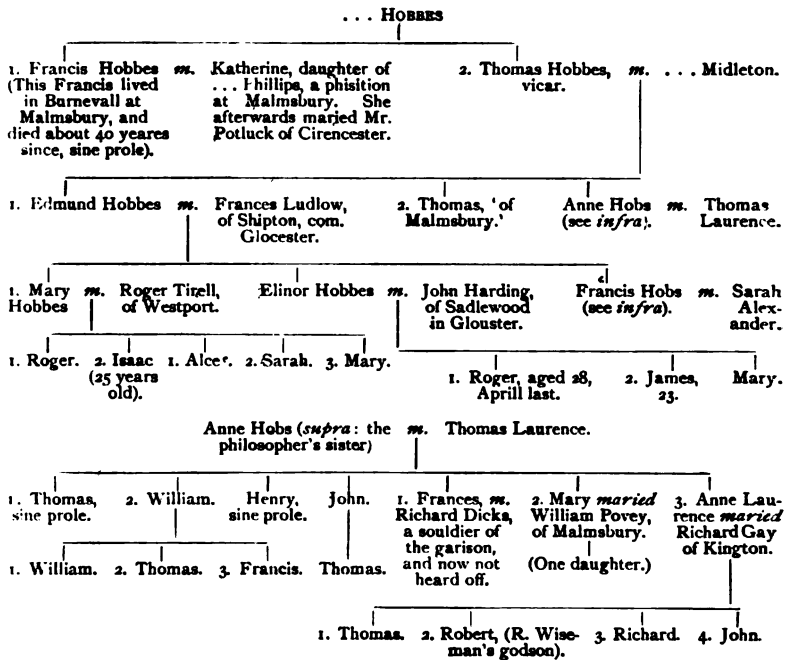 . . . HOBBES
1. Francis Hobbes m. Katherine, daughter of 2. Thomas Hobbes, m. . . . Midleton.
(This Francis lived . . . Phillips, a phisition vicar.
in Burnevall at at Malmsbury. She
Malmsbury, and afterwards maried Mr.
died about 40 yeares Potluck of Cirencester.
since, sine prole).
1. Edmund Hobbes m. Frances Ludlow, 2. Thomas, 'of Anne Hobs m. Thomas
of Shipton, com. Malmsbury.' (see infra). Laurence.
Glocester.
1. Mary m. Roger Tirell, Elinor Hobbes m. John Harding, Francis Hobs m. Sarah
Hobbes of Westport. of Sadlewood (see infra). Alex-
in Glouster. ander.
1. Roger. 2. Isaac 1. Alce. 2. Sarah. 3. Mary.
(25 years 1. Roger, aged 28, 2. James, Mary.
old). Aprill last. 23.
Anne Hobs (supra: the m. Thomas Laurence.
philosopher's sister)
1. Thomas, 2. William. Henry, John. 1. Frances, m. 2. Mary maried 3. Anne Lau-
sine prole. sine prole. Richard Dicks, William Povey, rence maried
a souldier of of Malmsbury. Richard Gay
the garison, of Kington.
1. William. 2. Thomas. 3. Francis. Thomas. and now not (One daughter.)
heard off.
1. Thomas. 2. Robert, (R. Wise- 3. Richard. 4. John.
man's godson).